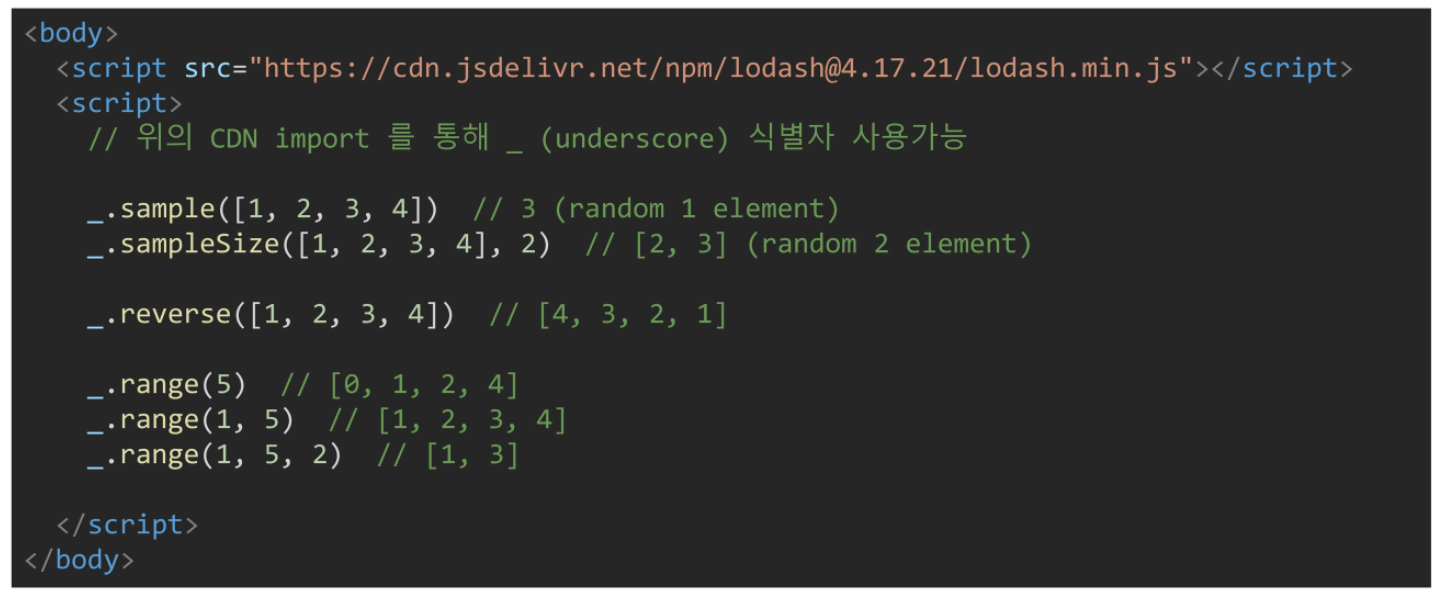 <body>
<script src="https://cdn.jsdelivr.net/npm/lodash@4.17.21/lodash.min.js"></script>
<script>
// 위의 CDN import 를 통해 _ (underscore) 식별자 사용가능
_.sample([1, 2, 3, 4])  // 3 (random 1 element)
_.sampleSize([1, 2, 3, 4], 2)  // [2, 3] (random 2 element)
_.reverse([1, 2, 3, 4])  // [4, 3, 2, 1]
_.range(5)  // [0, 1, 2, 4]
_.range(1, 5)  // [1, 2, 3, 4]
_.range(1, 5, 2)  // [1, 3]
</script>
</body>